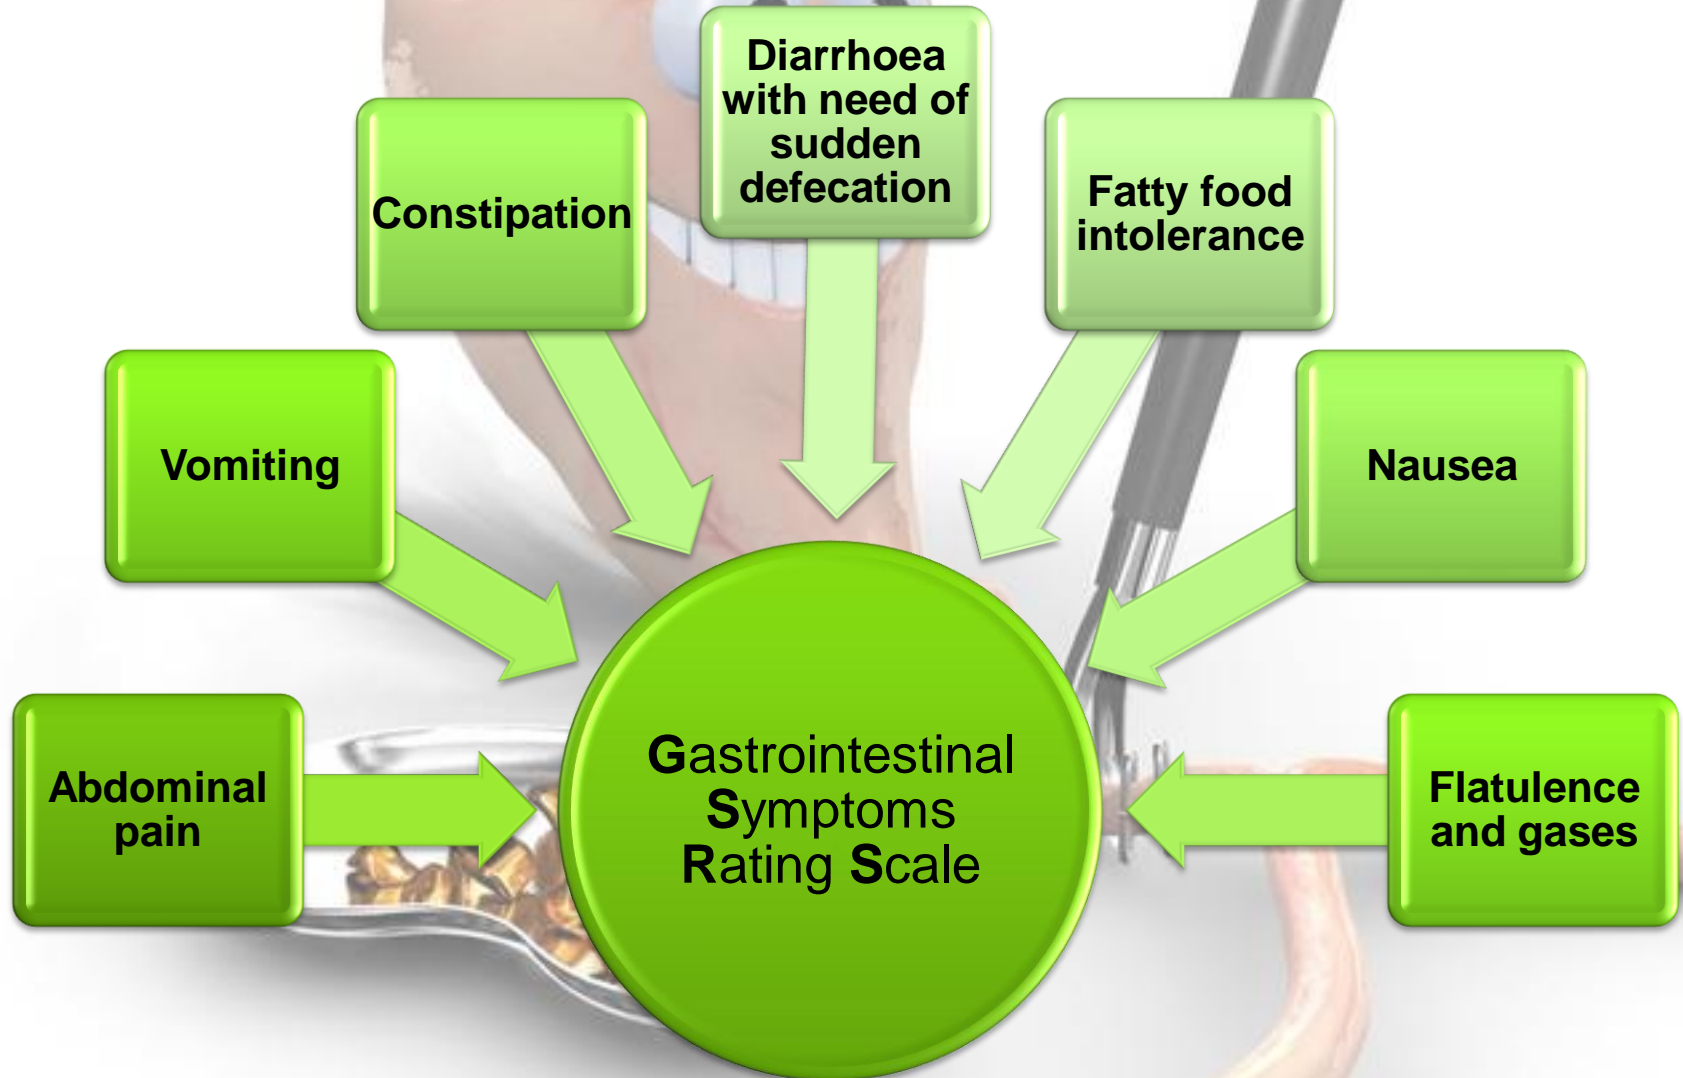 Diarrhoea
with need of
sudden
defecation
Constipation
Fatty food
intolerance
Vomiting
Nausea
Abdominal
pain
Gastrointestinal
Symptoms
Rating Scale
Flatulence
and gases